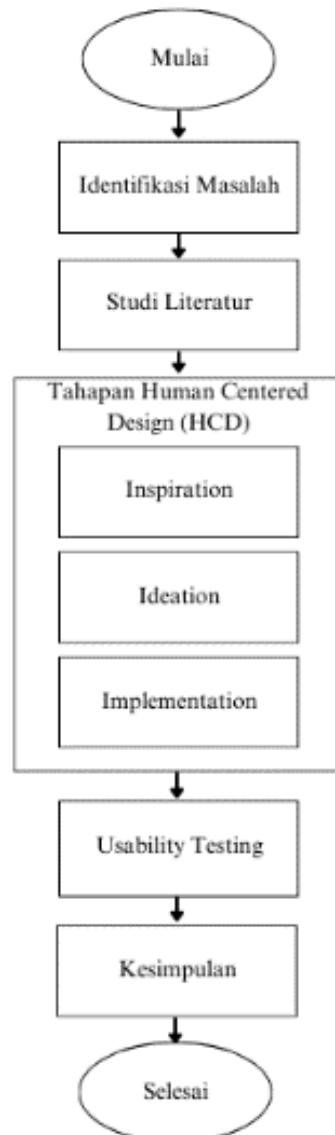 Mulai
Identifikasi Masalah
Studi Literatur
Tahapan Human Centered
Design (HCD)
Inspiration
Ideation
Implementation
Usability Testing
Kesimpulan
Selesai